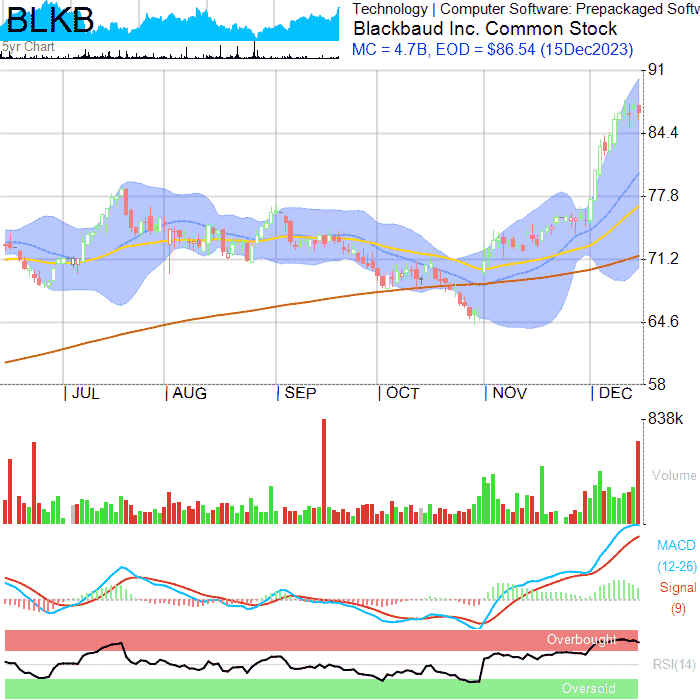 BLKB
5yr Chart
Technology | Computer Software: Prepackaged Softw
Blackbaud Inc. Common Stock
MC = 4.7B, EOD = $86.54 (15Dec2023)
91
84.4
77.8
71.2
64.6
58
| JUL | AUG | SEP | OCT | NOV | DEC
838k
Volume
MACD
(12-26)
Signal
(9)
Overbought
RSI(14)
Oversold